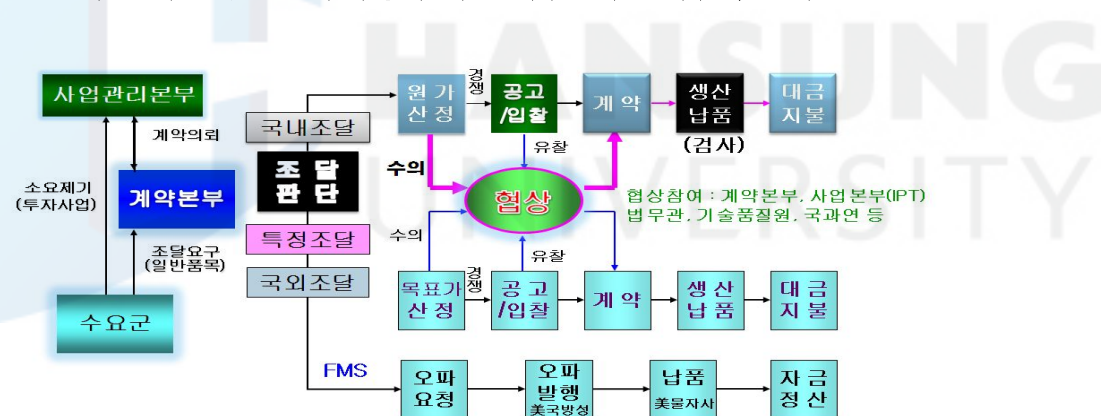 HANSUNG
UNIVERSITY
사업관리본부
계약의뢰
소요제기
(투자사업)
계약본부
조달요구
(일반품목)
수요군
국내조달
조 달
판 단
특정조달
국외조달
원 가
산 정
경쟁
공고
/입찰
계 약
생 산
납 품
(검사)
대 금
지 불
수의
유찰
협상
협상참여 : 계약본부, 사업본부(IPT)
법무관, 기술품질원, 국과연 등
수의
유찰
목표가
산 정
경쟁
공 고
/입찰
계 약
생 산
납 품
대 금
지 불
FMS
오 파
요 청
오 파
발 행
美국방성
납 품
美물자사
자 금
정 산